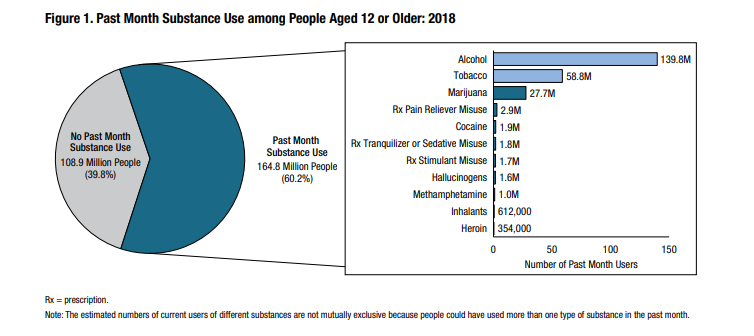 Figure 1. Past Month Substance Use among People Aged 12 or Older: 2018
No Past Month
Substance Use
108.9 Million People
(39.8%)
Past Month
Substance Use
164.8 Million People
(60.2%)
Alcohol 139.8M
Tobacco 58.8M
Marijuana 27.7M
Rx Pain Reliever Misuse 2.9M
Cocaine 1.9M
Rx Tranquilizer or Sedative Misuse 1.8M
Rx Stimulant Misuse 1.7M
Hallucinogens 1.6M
Methamphetamine 1.0M
Inhalants 612,000
Heroin 354,000
0 50 100 150
Number of Past Month Users
Rx = prescription.
Note: The estimated numbers of current users of different substances are not mutually exclusive because people could have used more than one type of substance in the past month.